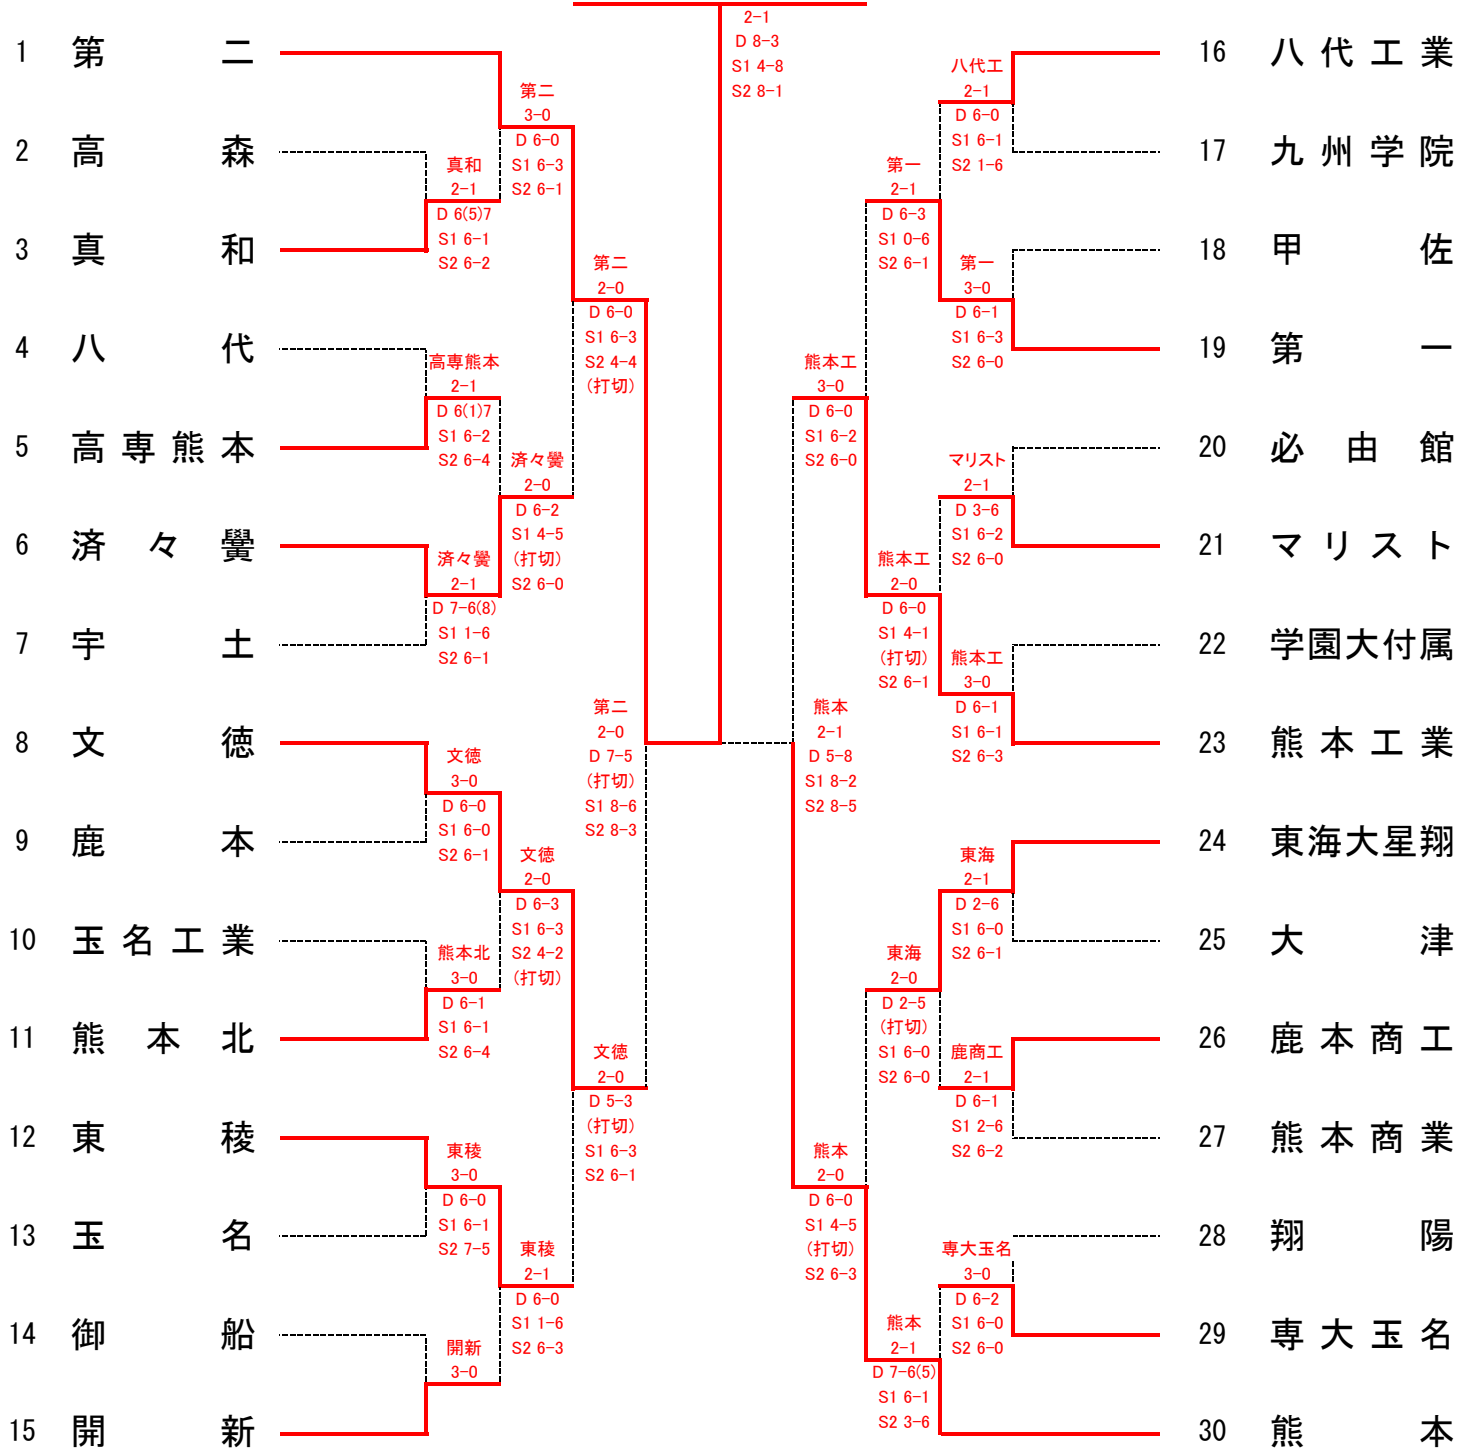 2-1
D 8-3
S1 4-8
S2 8-1
1 第二
2 高森
3 真和
4 八代
5 高専熊本
6 済々黌
7 宇土
8 文徳
9 鹿本
10 玉名工業
11 熊本北
12 東稜
13 玉名
14 御船
15 開新
真和
2-1
D 6(5)7
S1 6-1
S2 6-2
高専熊本
2-1
D 6(1)7
S1 6-2
S2 6-4
済々黌
2-1
D 7-6(8)
S1 1-6
S2 6-1
文徳
3-0
D 6-0
S1 6-0
S2 6-1
熊本北
3-0
D 6-1
S1 6-1
S2 6-4
東稜
3-0
D 6-0
S1 6-1
S2 7-5
開新
3-0
第二
3-0
D 6-0
S1 6-3
S2 6-1
済々黌
2-0
D 6-2
S1 4-5
(打切)
S2 6-0
文徳
2-0
D 6-3
S1 6-3
S2 4-2
(打切)
東稜
2-1
D 6-0
S1 1-6
S2 6-3
第二
2-0
D 6-0
S1 6-3
S2 4-4
(打切)
文徳
2-0
D 5-3
(打切)
S1 6-3
S2 6-1
第二
2-0
D 7-5
(打切)
S1 8-6
S2 8-3
熊本
2-1
D 5-8
S1 8-2
S2 8-5
熊本工
3-0
D 6-0
S1 6-2
S2 6-0
熊本
2-0
D 6-0
S1 4-5
(打切)
S2 6-3
第一
2-1
D 6-3
S1 0-6
S2 6-1
熊本工
2-0
D 6-0
S1 4-1
(打切)
S2 6-1
東海
2-0
D 2-5
(打切)
S1 6-0
S2 6-0
熊本
2-1
D 7-6(5)
S1 6-1
S2 3-6
八代工
2-1
D 6-0
S1 6-1
S2 1-6
第一
3-0
D 6-1
S1 6-3
S2 6-0
マリスト
2-1
D 3-6
S1 6-2
S2 6-0
熊本工
3-0
D 6-1
S1 6-1
S2 6-3
東海
2-1
D 2-6
S1 6-0
S2 6-1
鹿商工
2-1
D 6-1
S1 2-6
S2 6-2
専大玉名
3-0
D 6-2
S1 6-0
S2 6-0
16 八代工業
17 九州学院
18 甲佐
19 第一
20 必由館
21 マリスト
22 学園大付属
23 熊本工業
24 東海大星翔
25 大津
26 鹿本商工
27 熊本商業
28 翔陽
29 専大玉名
30 熊本